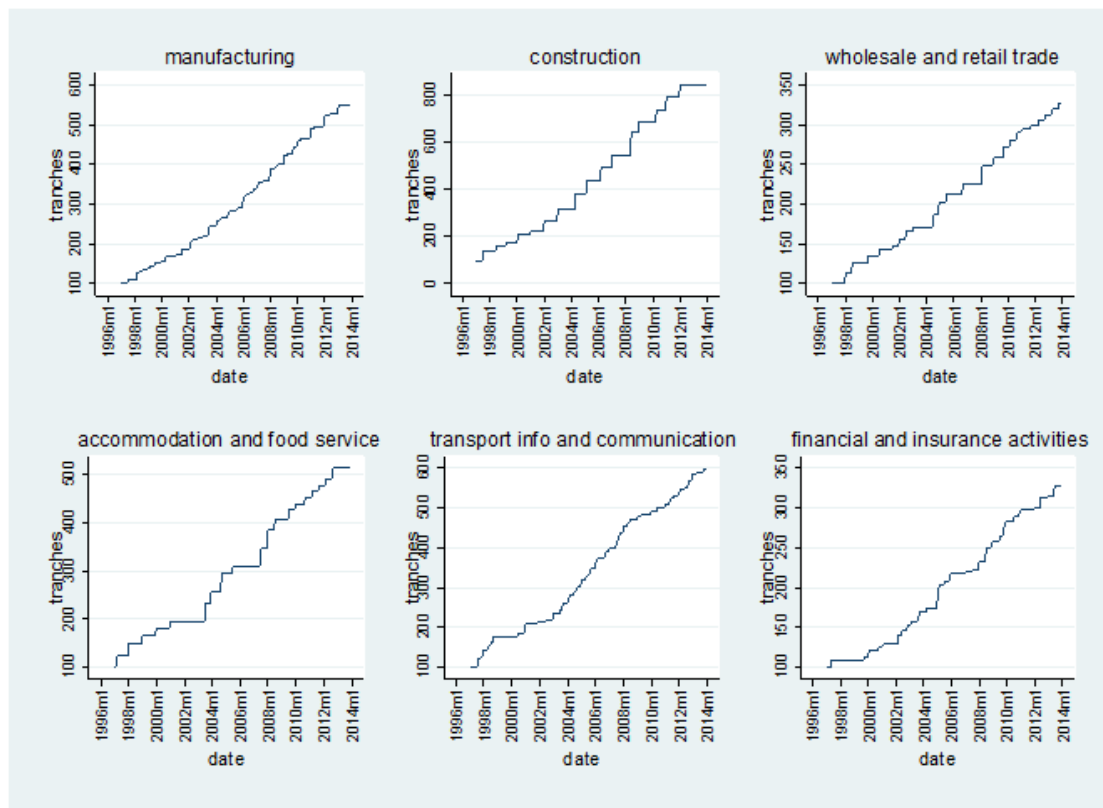 manufacturing
tranches
100 200 300 400 500 600
1996m1 1998m1 2000m1 2002m1 2004m1 2006m1 2008m1 2010m1 2012m1 2014m1
date
construction
tranches
0 200 400 600 800
1996m1 1998m1 2000m1 2002m1 2004m1 2006m1 2008m1 2010m1 2012m1 2014m1
date
wholesale and retail trade
tranches
100 150 200 250 300 350
1996m1 1998m1 2000m1 2002m1 2004m1 2006m1 2008m1 2010m1 2012m1 2014m1
date
accommodation and food service
tranches
100 200 300 400 500
1996m1 1998m1 2000m1 2002m1 2004m1 2006m1 2008m1 2010m1 2012m1 2014m1
date
transport info and communication
tranches
100 200 300 400 500 600
1996m1 1998m1 2000m1 2002m1 2004m1 2006m1 2008m1 2010m1 2012m1 2014m1
date
financial and insurance activities
tranches
100 150 200 250 300 350
1996m1 1998m1 2000m1 2002m1 2004m1 2006m1 2008m1 2010m1 2012m1 2014m1
date